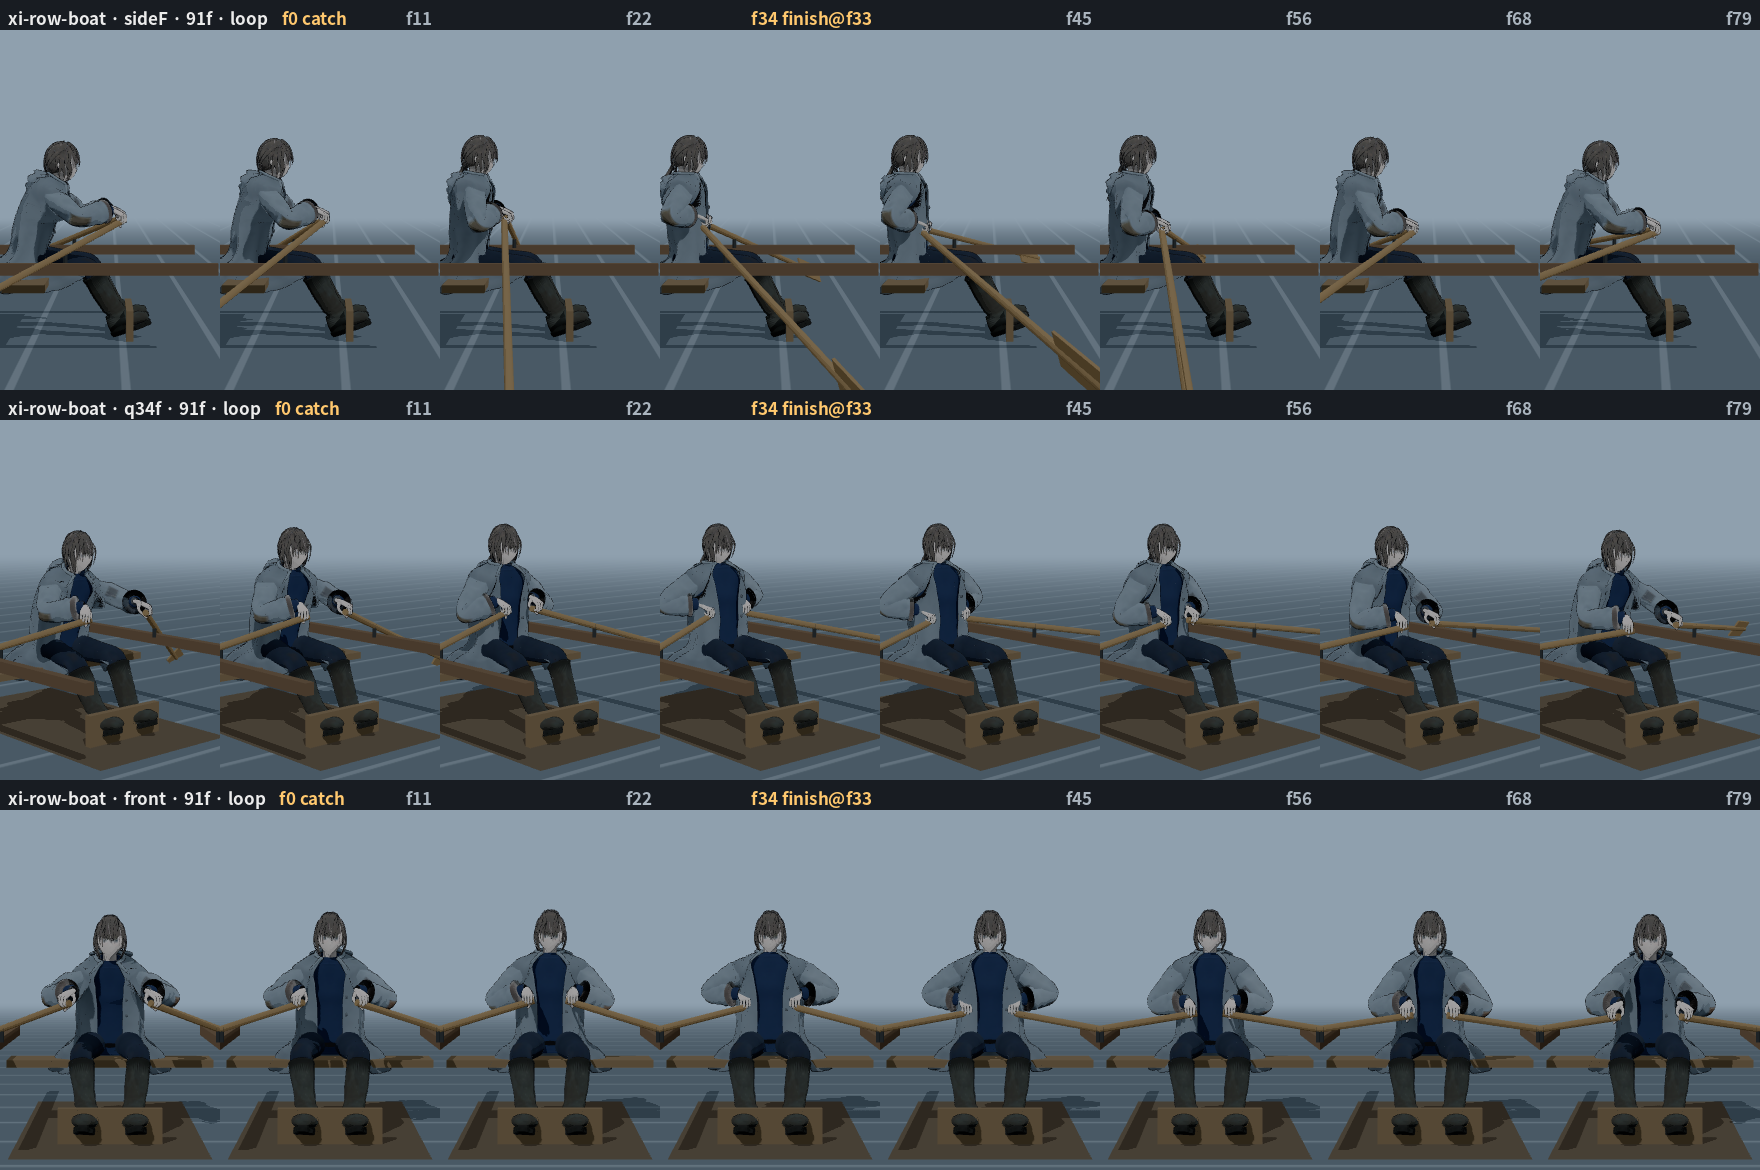 xi-row-boat · sideF · 91f · loop f0 catch f11 f22 f34 finish@f33 f45 f56 f68 f79
xi-row-boat · q34f · 91f · loop f0 catch f11 f22 f34 finish@f33 f45 f56 f68 f79
xi-row-boat · front · 91f · loop f0 catch f11 f22 f34 finish@f33 f45 f56 f68 f79